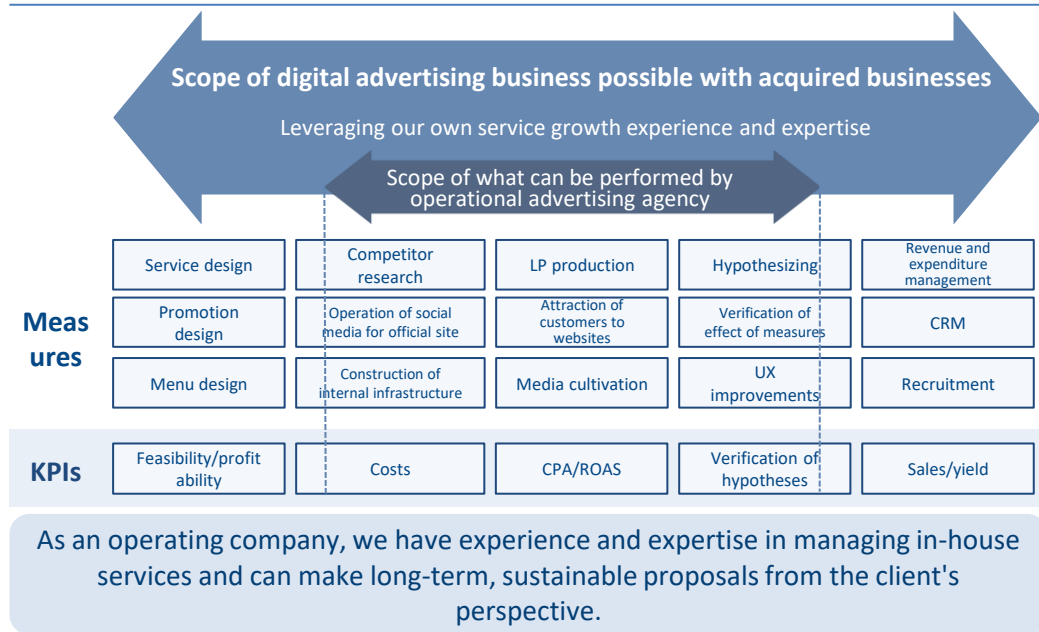 Scope of digital advertising business possible with acquired businesses
Leveraging our own service growth experience and expertise
Scope of what can be performed by
operational advertising agency
Meas
ures
Service design
Competitor
research
LP production
Hypothesizing
Revenue and
expenditure
management
Promotion
design
Operation of social
media for official site
Attraction of
customers to
websites
Verification of
effect of measures
CRM
Menu design
Construction of
internal infrastructure
Media cultivation
UX
improvements
Recruitment
KPIs
Feasibility/profit
ability
Costs
CPA/ROAS
Verification of
hypotheses
Sales/yield
As an operating company, we have experience and expertise in managing in-house
services and can make long-term, sustainable proposals from the client's
perspective.